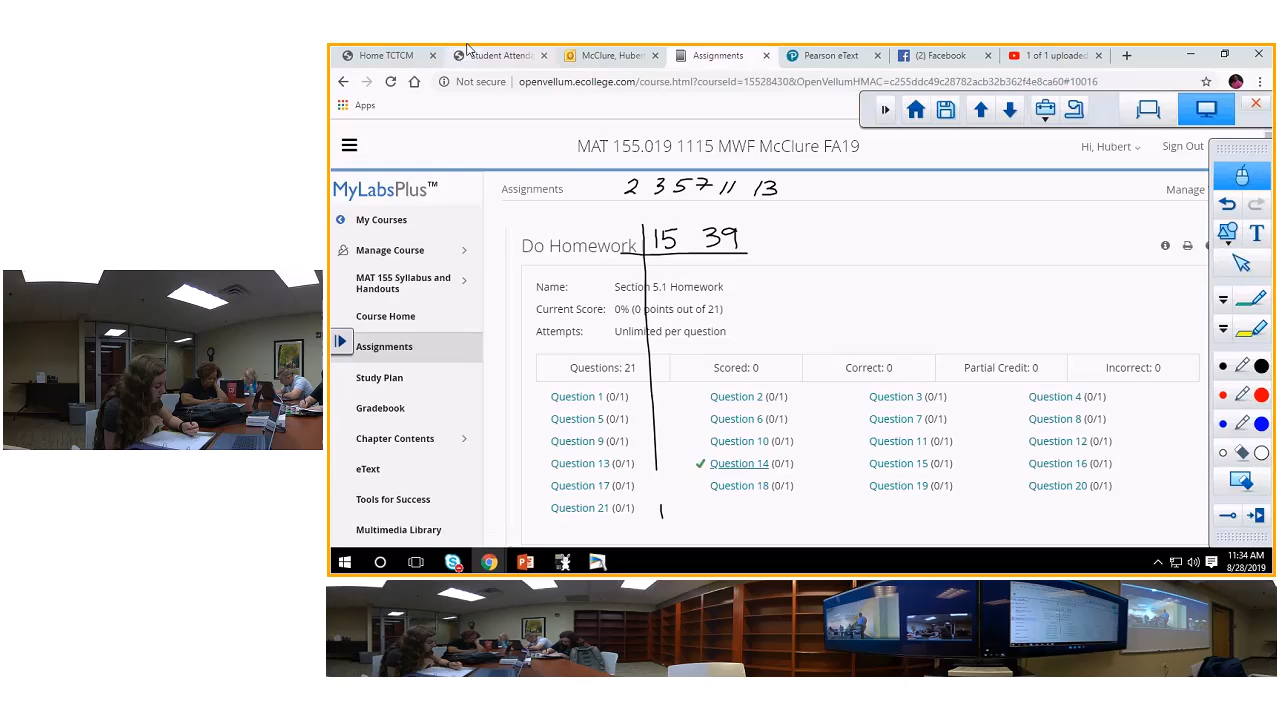 Home TCTCM
Student Attend
McClure, Huber
Assignments
Pearson eText
(2) Facebook
1 of 1 uploaded
Not secure openvellum.ecollege.com/course.html?courseId=15528430&OpenVellumHMAC=c255ddc49c28782acb32b362f4e8ca60#10016
Apps
MAT 155.019 1115 MWF McClure FA19
Hi, Hubert
Sign Out
MyLabsPlus™
Assignments
2 3 5 7 11 13
Manage
My Courses
Manage Course
MAT 155 Syllabus and
Handouts
Course Home
Assignments
Study Plan
Gradebook
Chapter Contents
eText
Tools for Success
Multimedia Library
Do Homework
15 39
Name: Section 5.1 Homework
Current Score: 0% (0 points out of 21)
Attempts: Unlimited per question
Questions: 21 Scored: 0 Correct: 0 Partial Credit: 0 Incorrect: 0
Question 1 (0/1) Question 2 (0/1) Question 3 (0/1) Question 4 (0/1)
Question 5 (0/1) Question 6 (0/1) Question 7 (0/1) Question 8 (0/1)
Question 9 (0/1) Question 10 (0/1) Question 11 (0/1) Question 12 (0/1)
Question 13 (0/1) Question 14 (0/1) Question 15 (0/1) Question 16 (0/1)
Question 17 (0/1) Question 18 (0/1) Question 19 (0/1) Question 20 (0/1)
Question 21 (0/1)
T
11:34 AM
8/28/2019